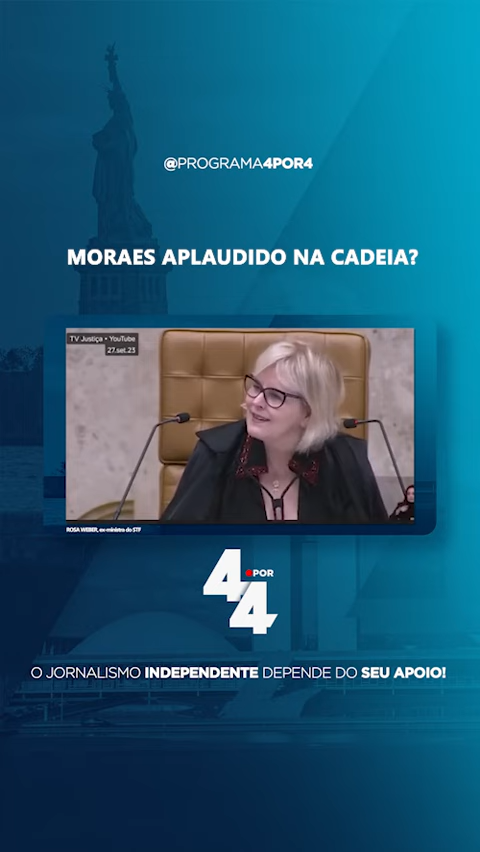 @PROGRAMA4POR4
MORAES APLAUDIDO NA CADEIA?
TV Justiça • YouTube
27.set.23
ROSA WEBER, ex-ministra do STF
4 POR
4
O JORNALISMO INDEPENDENTE DEPENDE DO SEU APOIO!